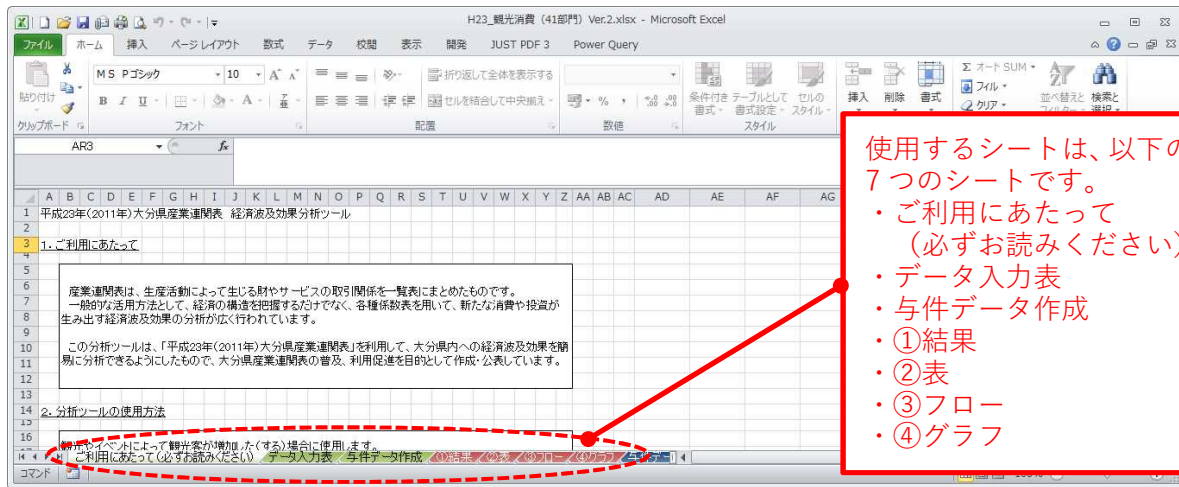 H23_観光消費（41部門）Ver.2.xlsx - Microsoft Excel
ファイル ホーム 挿入 ページ レイアウト 数式 データ 校閲 表示 開発 JUST PDF 3 Power Query
MS Pゴシック 10
折り返して全体を表示する
Σ オート SUM
貼り付け
B I U
セルを結合して中央揃え
% ,
条件付き書式 テーブルとして書式設定 セルのスタイル
挿入 削除 書式
フィル
クリア
並べ替えと
検索と
クリップボード フォント 配置 数値 スタイル
AR3 fx
A B C D E F G H I J K L M N O P Q R S T U V W X Y Z AA AB AC AD AE AF AG
1 平成23年(2011年)大分県産業連関表 経済波及効果分析ツール
2
3 1．ご利用にあたって
4
5
6 産業連関表は、生産活動によって生じる財やサービスの取引関係を一覧表にまとめたものです。
7 一般的な活用方法として、経済の構造を把握するだけでなく、各種係数表を用いて、新たな消費や投資が
8 生み出す経済波及効果の分析が広く行われています。
9
10 この分析ツールは、「平成23年(2011年)大分県産業連関表」を利用して、大分県内への経済波及効果を簡
11 易に分析できるようにしたもので、大分県産業連関表の普及、利用促進を目的として作成・公表しています。
12
13
14 2．分析ツールの使用方法
15
16 観光やイベントによって観光客が増加した(する)場合に使用します。
ご利用にあたって(必ずお読みください) データ入力表 与件データ作成 ①結果 ②表 ③フロー ④グラフ
コマンド
使用するシートは、以下の
７つのシートです。
・ご利用にあたって
（必ずお読みください）
・データ入力表
・与件データ作成
・①結果
・②表
・③フロー
・④グラフ